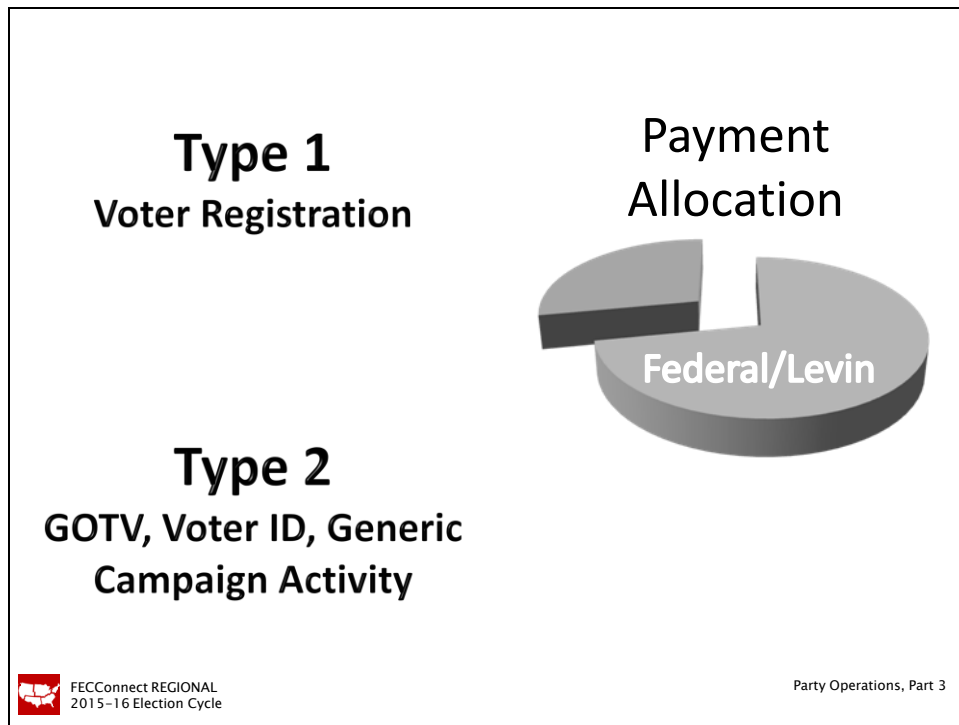 Type 1
Voter Registration
Payment
Allocation
Federal/Levin
Type 2
GOTV, Voter ID, Generic
Campaign Activity
FECConnect REGIONAL
2015-16 Election Cycle
Party Operations, Part 3